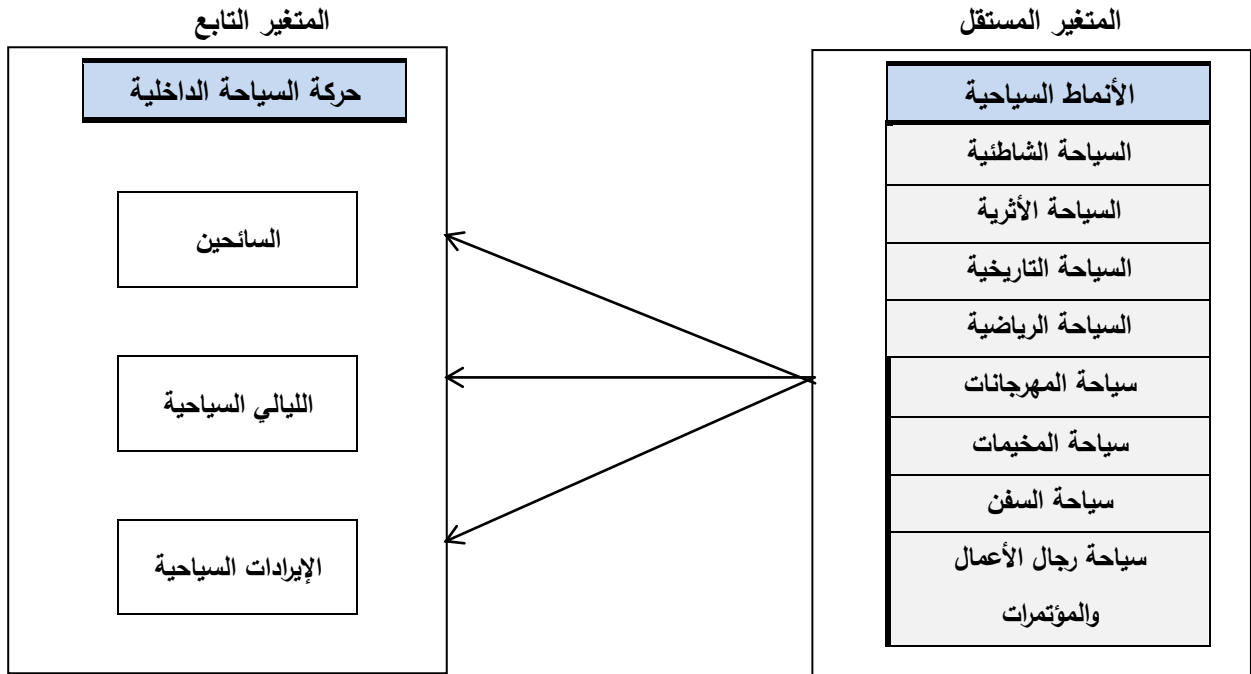 المتغير المستقل
الأنماط السياحية
السياحة الشاطئية
السياحة الأثرية
السياحة التاريخية
السياحة الرياضية
سياحة المهرجانات
سياحة المخيمات
سياحة السفن
سياحة رجال الأعمال
والمؤتمرات
المتغير التابع
حركة السياحة الداخلية
السائحين
الليالي السياحية
الإيرادات السياحية